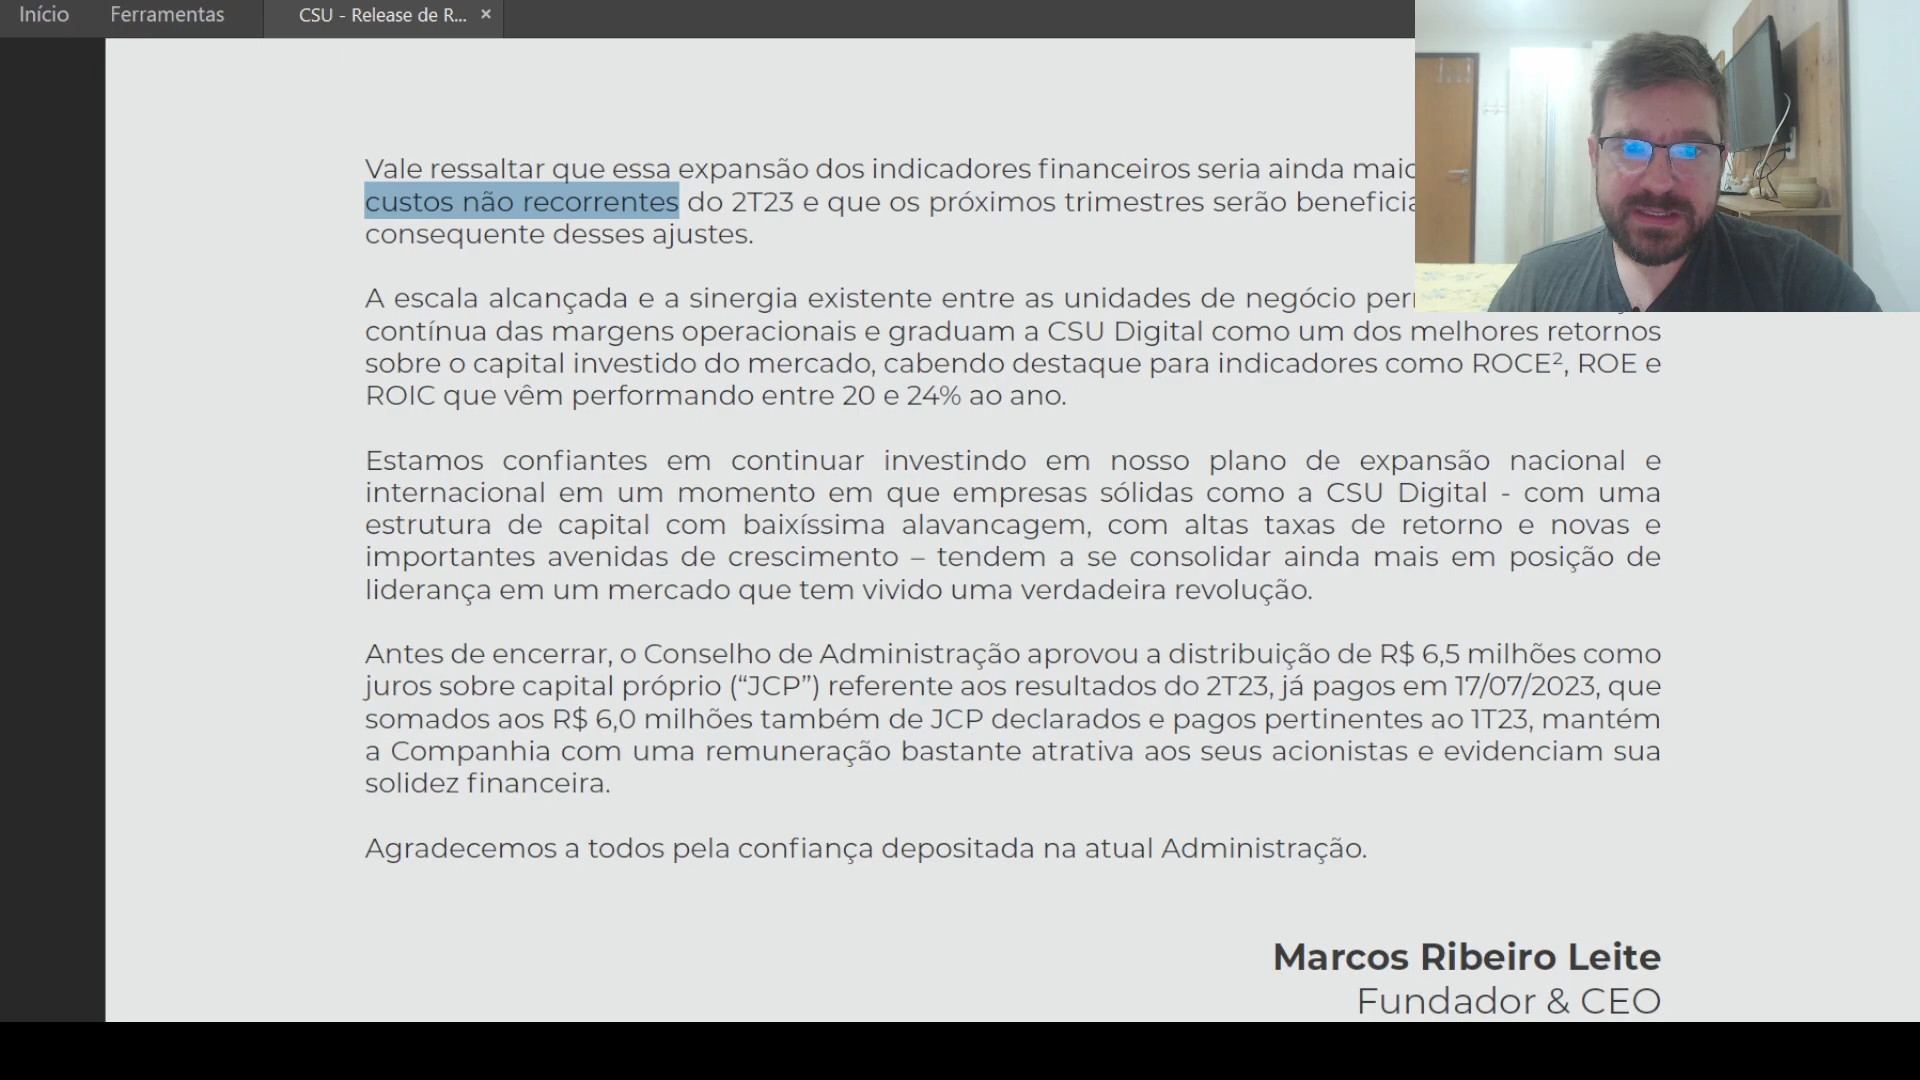 Início
Ferramentas
CSU - Release de R... ×
Vale ressaltar que essa expansão dos indicadores financeiros seria ainda
custos não recorrentes do 2T23 e que os próximos trimestres serão
consequente desses ajustes.
A escala alcançada e a sinergia existente entre as unidades de negócio
contínua das margens operacionais e graduam a CSU Digital como um dos melhores retornos
sobre o capital investido do mercado, cabendo destaque para indicadores como ROCE², ROE e
ROIC que vêm performando entre 20 e 24% ao ano.
Estamos confiantes em continuar investindo em nosso plano de expansão nacional e
internacional em um momento em que empresas sólidas como a CSU Digital - com uma
estrutura de capital com baixíssima alavancagem, com altas taxas de retorno e novas e
importantes avenidas de crescimento – tendem a se consolidar ainda mais em posição de
liderança em um mercado que tem vivido uma verdadeira revolução.
Antes de encerrar, o Conselho de Administração aprovou a distribuição de R$ 6,5 milhões como
juros sobre capital próprio (“JCP”) referente aos resultados do 2T23, já pagos em 17/07/2023, que
somados aos R$ 6,0 milhões também de JCP declarados e pagos pertinentes ao 1T23, mantém
a Companhia com uma remuneração bastante atrativa aos seus acionistas e evidenciam sua
solidez financeira.
Agradecemos a todos pela confiança depositada na atual Administração.
Marcos Ribeiro Leite
Fundador & CEO